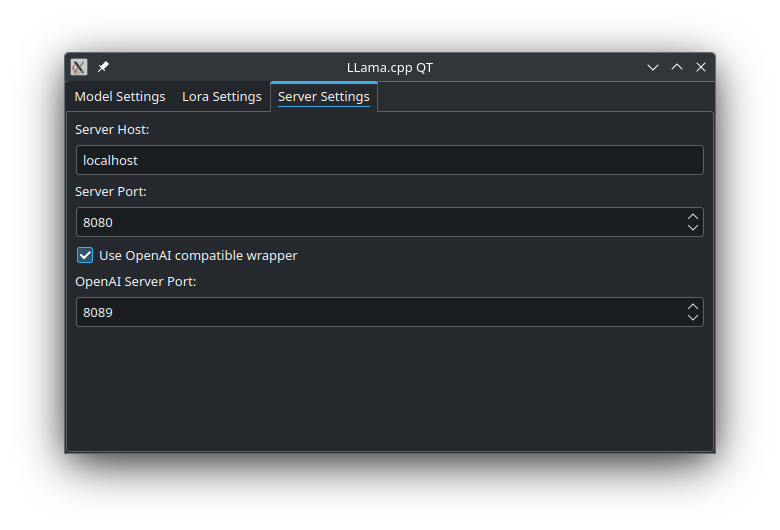 LLama.cpp QT
Model Settings Lora Settings Server Settings
Server Host:
localhost
Server Port:
8080
Use OpenAI compatible wrapper
OpenAI Server Port:
8089